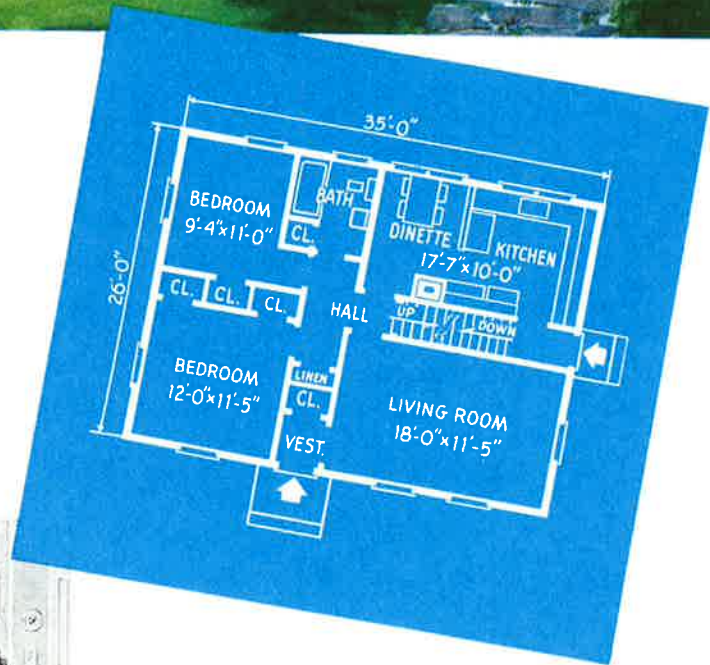 35'-0"
26'-0"
BEDROOM
9'-4"x11'-0"
BATH
CL.
DINETTE
KITCHEN
17'-7"x10'-0"
CL.
CL.
CL.
HALL
UP
DOWN
BEDROOM
12'-0"x11'-5"
LINEN
CL.
LIVING ROOM
18'-0"x11'-5"
VEST.